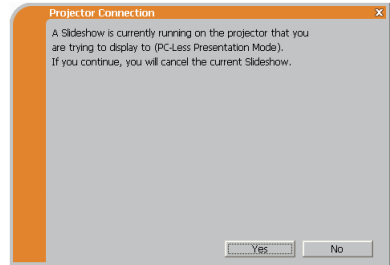 Projector Connection
A Slideshow is currently running on the projector that you
are trying to display to (PC-Less Presentation Mode).
If you continue, you will cancel the current Slideshow.
Yes No